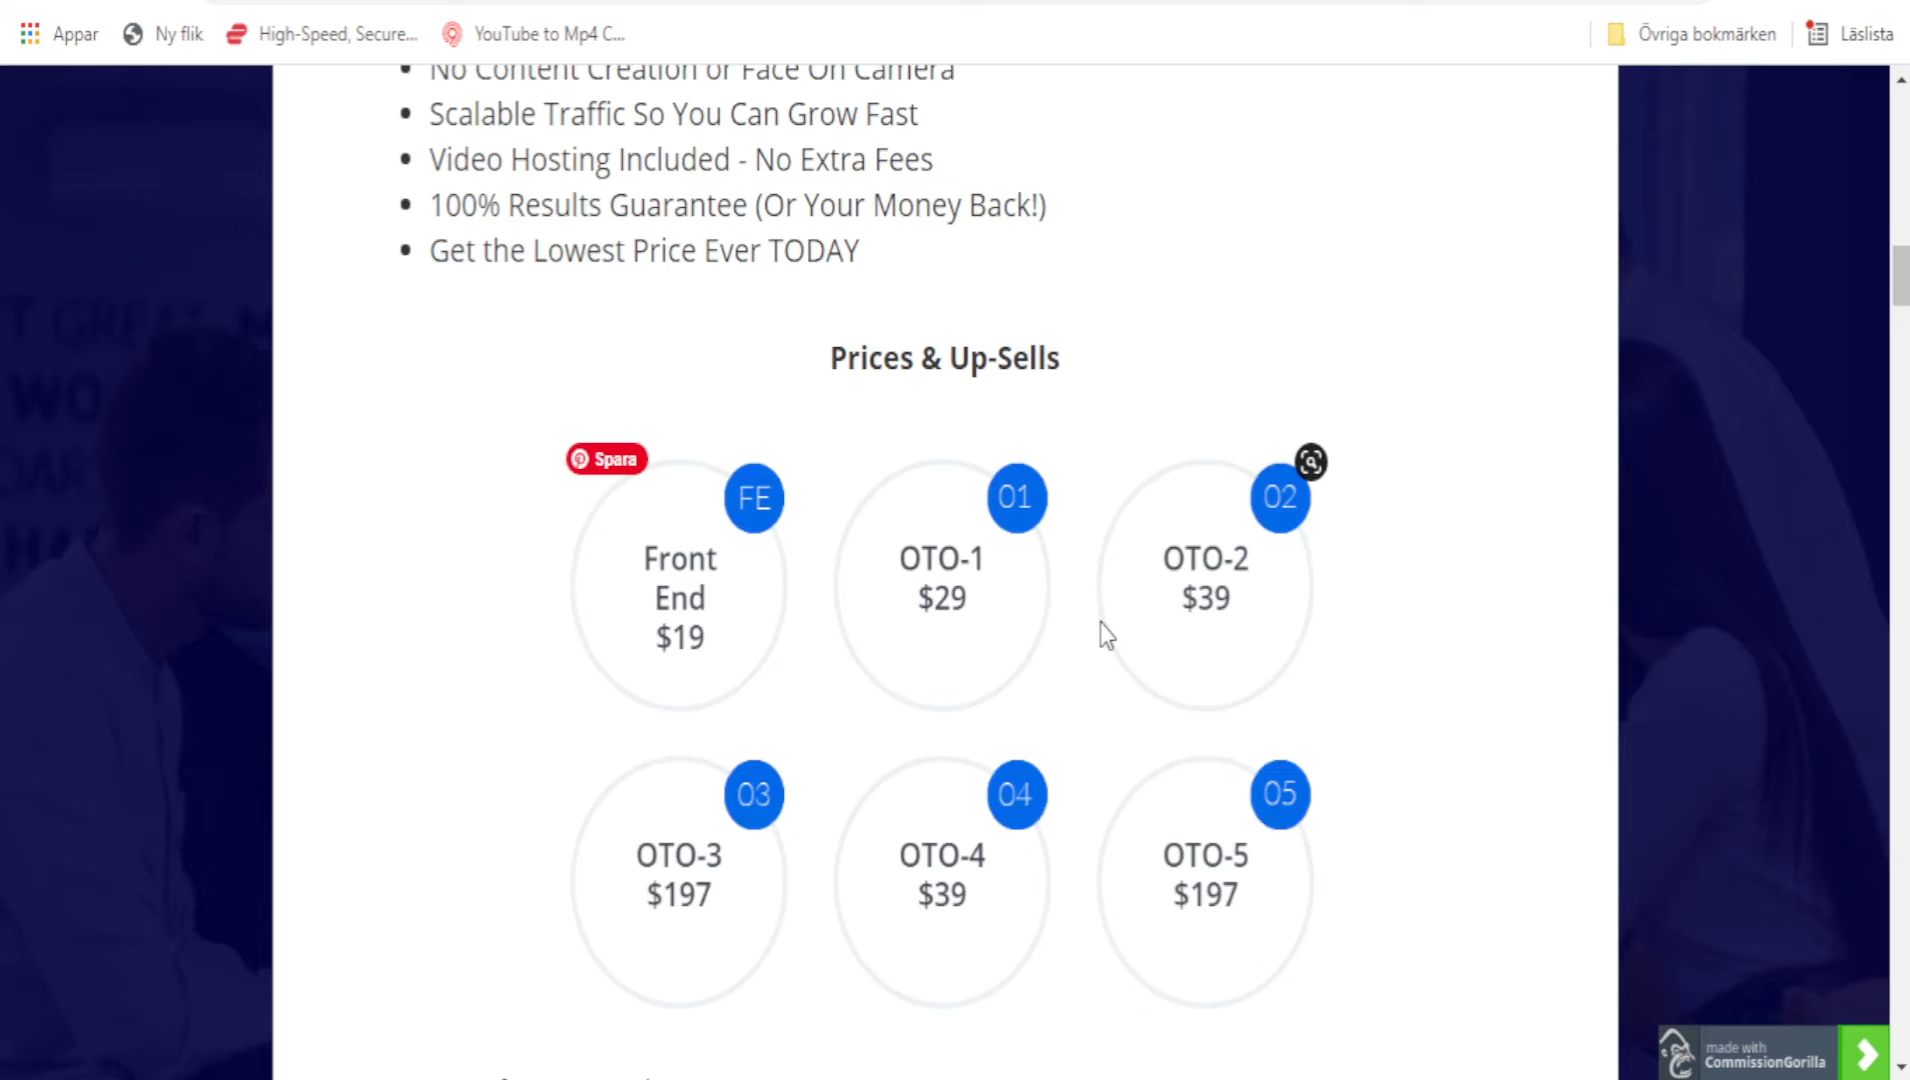 Appar
Ny flik
High-Speed, Secure...
YouTube to Mp4 C...
Övriga bokmärken
Läslista
No Content Creation or Face On Camera
Scalable Traffic So You Can Grow Fast
Video Hosting Included - No Extra Fees
100% Results Guarantee (Or Your Money Back!)
Get the Lowest Price Ever TODAY
Prices & Up-Sells
Spara
FE
Front
End
$19
01
OTO-1
$29
02
OTO-2
$39
03
OTO-3
$197
04
OTO-4
$39
05
OTO-5
$197
made with
CommissionGorilla